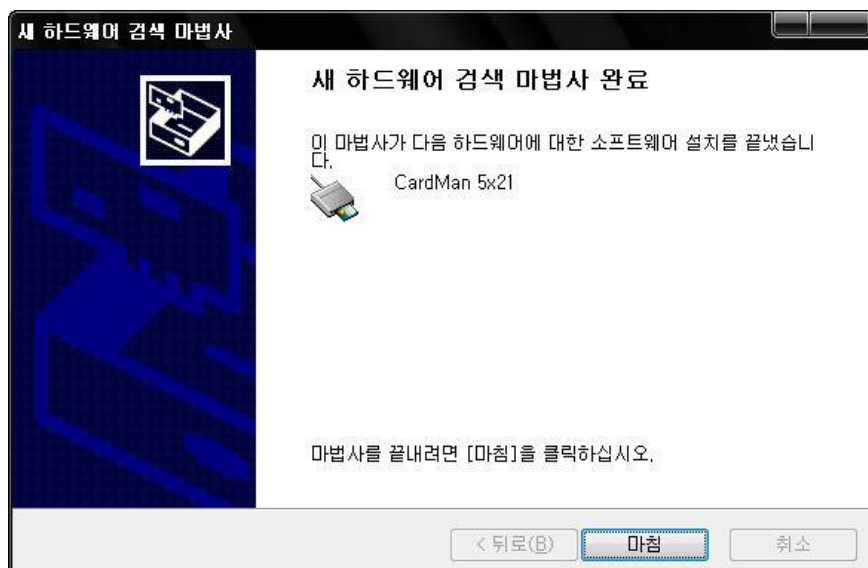 새 하드웨어 검색 마법사
새 하드웨어 검색 마법사 완료
이 마법사가 다음 하드웨어에 대한 소프트웨어 설치를 끝냈습니
다.
CardMan 5x21
마법사를 끝내려면 [마침]을 클릭하십시오.
< 뒤로(B)
마침
취소